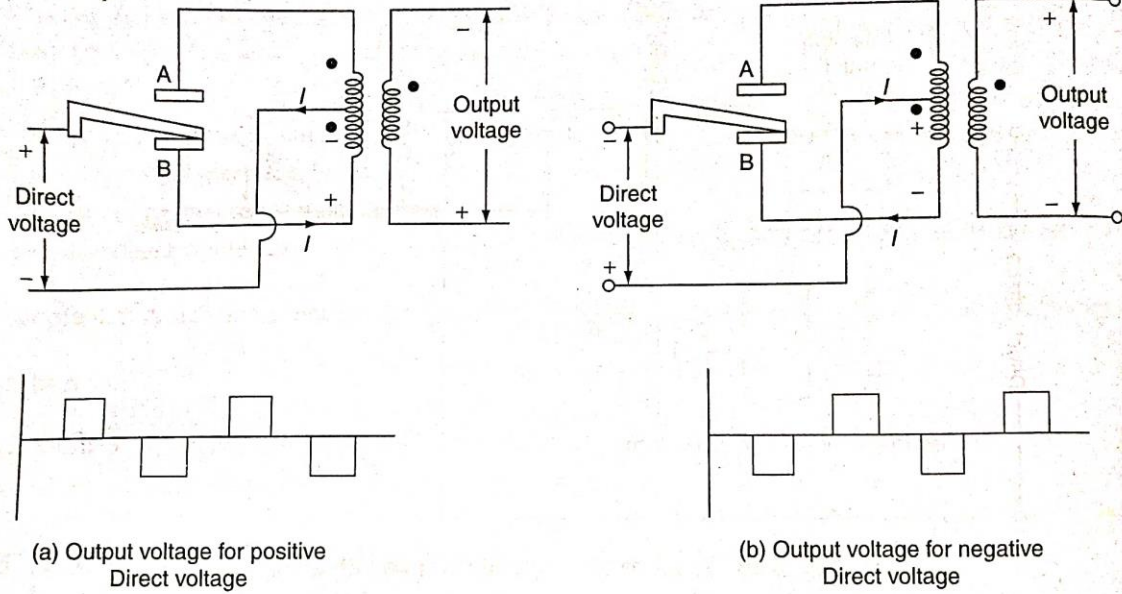 A
B
+
Direct
voltage
−
I
−
+
I
−
Output
voltage
+
A
B
−
Direct
voltage
+
I
+
−
I
+
Output
voltage
−
(a) Output voltage for positive
Direct voltage
(b) Output voltage for negative
Direct voltage